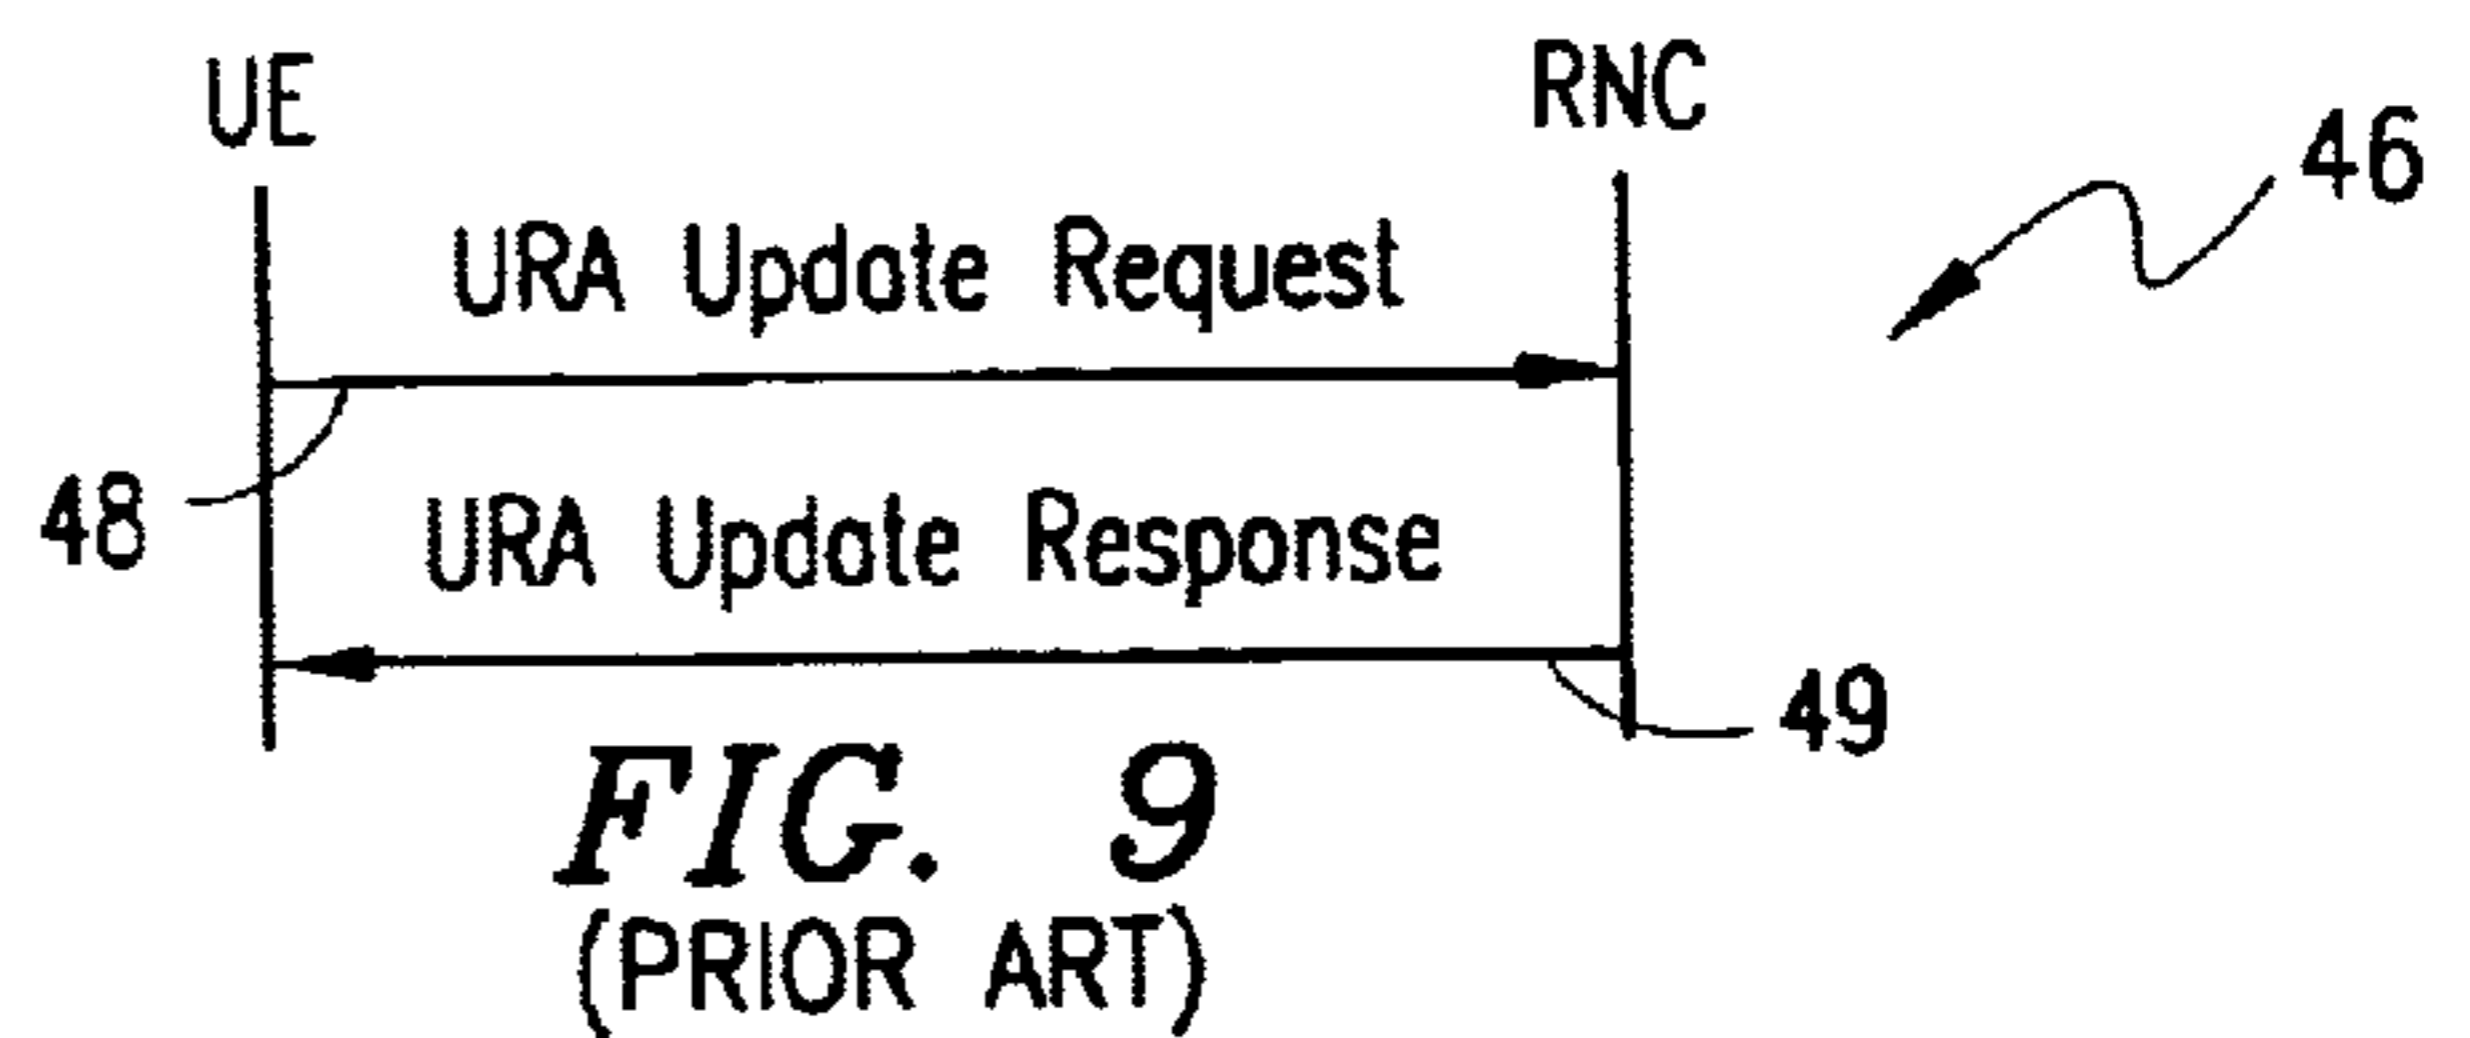 UE
RNC
46
URA Update Request
48
URA Update Response
49
FIG. 9
(PRIOR ART)